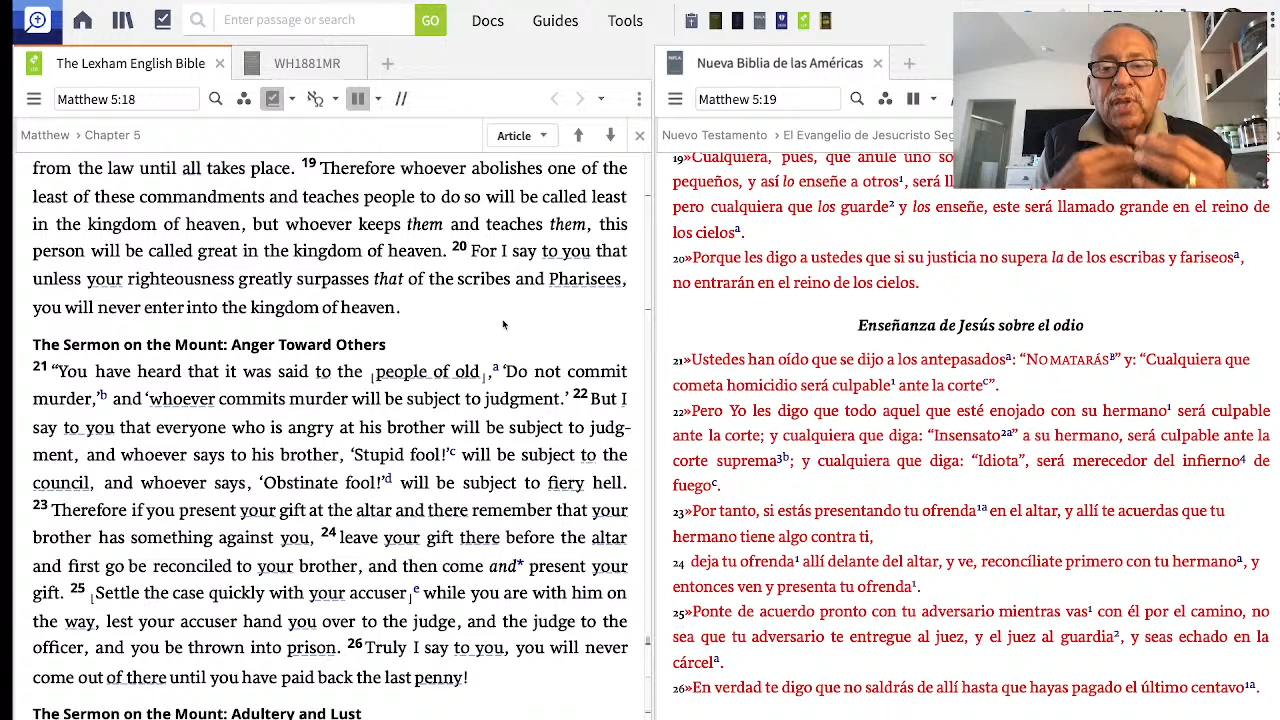 Enter passage or search
GO
Docs
Guides
Tools
The Lexham English Bible
WH1881MR
Matthew 5:18
Matthew > Chapter 5
Article
from the law until all takes place. 19 Therefore whoever abolishes one of the
least of these commandments and teaches people to do so will be called least
in the kingdom of heaven, but whoever keeps them and teaches them, this
person will be called great in the kingdom of heaven. 20 For I say to you that
unless your righteousness greatly surpasses that of the scribes and Pharisees,
you will never enter into the kingdom of heaven.
The Sermon on the Mount: Anger Toward Others
21 “You have heard that it was said to the ⌊people of old⌋,a ‘Do not commit
murder,’b and ‘whoever commits murder will be subject to judgment.’ 22 But I
say to you that everyone who is angry at his brother will be subject to judg-
ment, and whoever says to his brother, ‘Stupid fool!’c will be subject to the
council, and whoever says, ‘Obstinate fool!’d will be subject to fiery hell.
23 Therefore if you present your gift at the altar and there remember that your
brother has something against you, 24 leave your gift there before the altar
and first go be reconciled to your brother, and then come and* present your
gift. 25 ⌊Settle the case quickly with your accuser⌋e while you are with him on
the way, lest your accuser hand you over to the judge, and the judge to the
officer, and you be thrown into prison. 26 Truly I say to you, you will never
come out of there until you have paid back the last penny!
The Sermon on the Mount: Adultery and Lust
Nueva Biblia de las Américas
Matthew 5:19
Nuevo Testamento > El Evangelio de Jesucristo Seg
19»Cualquiera, pues, que anule uno so
pequeños, y así lo enseñe a otros1, será ll
pero cualquiera que los guarde2 y los enseñe, este será llamado grande en el reino de
los cielosa.
20»Porque les digo a ustedes que si su justicia no supera la de los escribas y fariseosa,
no entrarán en el reino de los cielos.
Enseñanza de Jesús sobre el odio
21»Ustedes han oído que se dijo a los antepasadosa: “NO MATARÁSB” y: “Cualquiera que
cometa homicidio será culpable1 ante la cortec”.
22»Pero Yo les digo que todo aquel que esté enojado con su hermano1 será culpable
ante la corte; y cualquiera que diga: “Insensato2a” a su hermano, será culpable ante la
corte suprema3b; y cualquiera que diga: “Idiota”, será merecedor del infierno4 de
fuegoc.
23»Por tanto, si estás presentando tu ofrenda1a en el altar, y allí te acuerdas que tu
hermano tiene algo contra ti,
24 deja tu ofrenda1 allí delante del altar, y ve, reconcíliate primero con tu hermanoa, y
entonces ven y presenta tu ofrenda1.
25»Ponte de acuerdo pronto con tu adversario mientras vas1 con él por el camino, no
sea que tu adversario te entregue al juez, y el juez al guardia2, y seas echado en la
cárcela.
26»En verdad te digo que no saldrás de allí hasta que hayas pagado el último centavo1a.